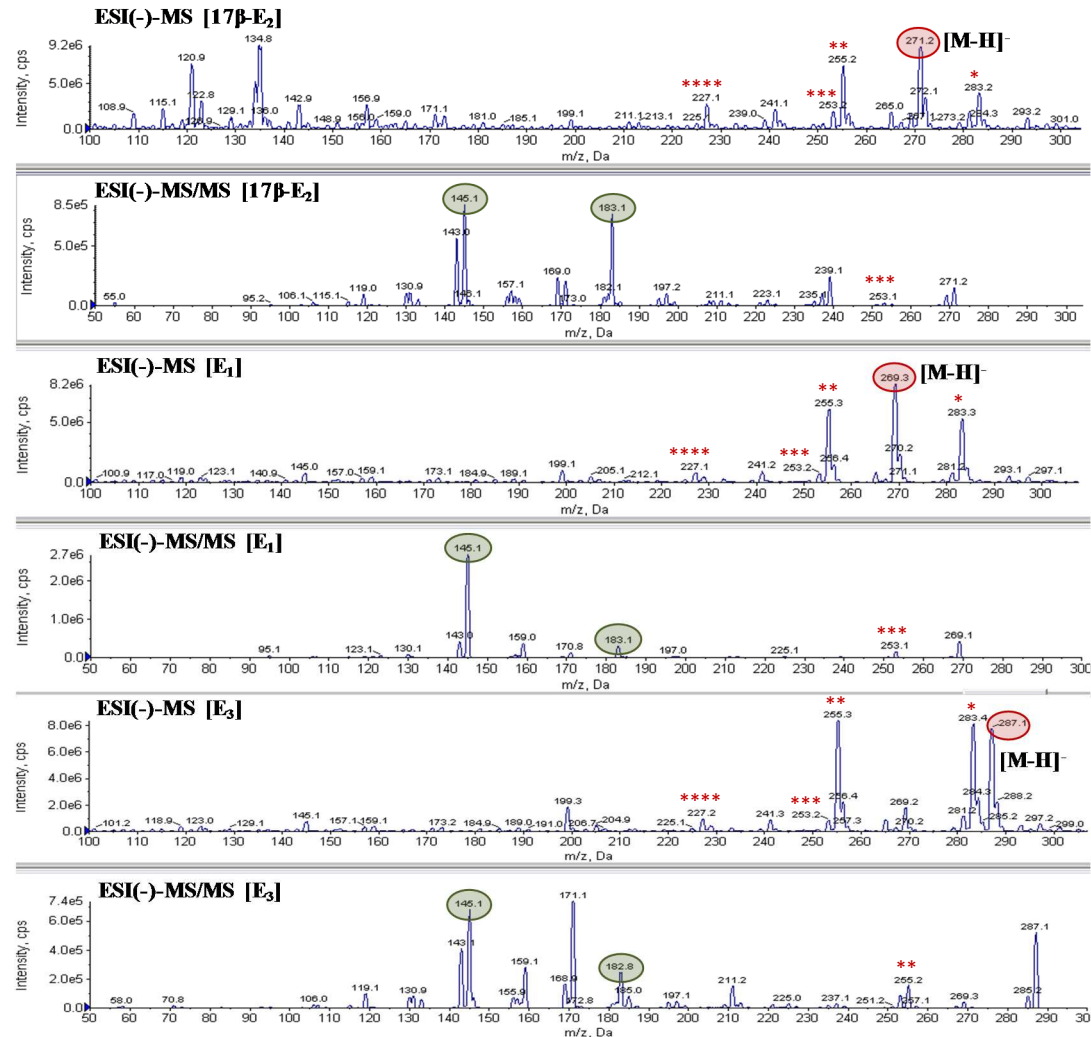 ESI(-)-MS [17β-E₂]
[M-H]⁻
Intensity, cps
9.2e6
5.0e6
0.0
108.9 115.1 120.9 122.8 126.9 129.1 134.8 136.0 142.9 148.9 156.9 156.0 159.0 171.1 181.0 185.1 199.1 211.1 213.1 225.1 **** 227.1 239.0 241.1 *** 253.2 ** 255.2 265.0 267.1 271.2 272.1 273.2 * 283.2 284.3 293.2 301.0
100 110 120 130 140 150 160 170 180 190 200 210 220 230 240 250 260 270 280 290 300
m/z, Da
ESI(-)-MS/MS [17β-E₂]
Intensity, cps
8.5e5
5.0e5
0.0
55.0 95.2 106.1 115.1 119.0 130.9 143.0 145.1 146.1 157.1 169.0 173.0 182.1 183.1 197.2 211.1 223.1 235.1 239.1 *** 253.1 271.2
50 60 70 80 90 100 110 120 130 140 150 160 170 180 190 200 210 220 230 240 250 260 270 280 290 300
m/z, Da
ESI(-)-MS [E₁]
[M-H]⁻
Intensity, cps
8.2e6
5.0e6
0.0
100.9 117.0 119.0 123.1 140.9 145.0 157.0 159.1 173.1 184.9 189.1 199.1 205.1 212.1 **** 227.1 241.2 *** 253.2 ** 255.3 256.4 269.3 270.2 271.1 281.2 * 283.3 293.1 297.1
100 110 120 130 140 150 160 170 180 190 200 210 220 230 240 250 260 270 280 290 300
m/z, Da
ESI(-)-MS/MS [E₁]
Intensity, cps
2.7e6
2.0e6
1.0e6
0.0
95.1 123.1 130.1 143.0 145.1 159.0 170.8 183.1 197.0 225.1 *** 253.1 269.1
50 60 70 80 90 100 110 120 130 140 150 160 170 180 190 200 210 220 230 240 250 260 270 280 290 300
m/z, Da
ESI(-)-MS [E₃]
[M-H]⁻
Intensity, cps
8.0e6
6.0e6
4.0e6
2.0e6
0.0
101.2 118.9 123.0 129.1 145.1 157.1 159.1 173.2 184.9 189.0 191.0 199.3 206.7 204.9 225.1 **** 227.2 241.3 *** 253.2 ** 255.3 256.4 257.3 269.2 270.2 281.2 * 283.4 284.3 285.2 287.1 288.2 297.2 299.0
100 110 120 130 140 150 160 170 180 190 200 210 220 230 240 250 260 270 280 290 300
m/z, Da
ESI(-)-MS/MS [E₃]
Intensity, cps
7.4e5
6.0e5
4.0e5
2.0e5
0.0
58.0 70.8 106.0 119.1 130.9 143.1 145.1 155.9 159.1 168.9 171.1 172.8 182.8 185.0 197.1 211.2 225.0 237.1 251.2 ** 255.2 257.1 269.3 285.2 287.1
50 60 70 80 90 100 110 120 130 140 150 160 170 180 190 200 210 220 230 240 250 260 270 280 290 30
m/z, Da